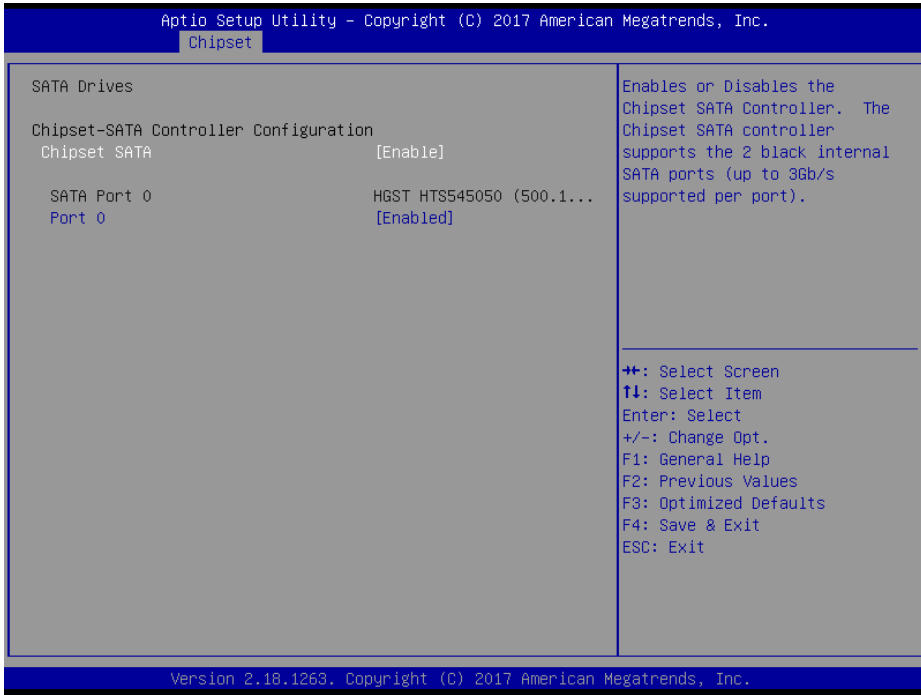 Aptio Setup Utility – Copyright (C) 2017 American Megatrends, Inc.
Chipset
SATA Drives
Chipset-SATA Controller Configuration
Chipset SATA [Enable]
SATA Port 0 HGST HTS545050 (500.1...
Port 0 [Enabled]
Enables or Disables the
Chipset SATA Controller. The
Chipset SATA controller
supports the 2 black internal
SATA ports (up to 3Gb/s
supported per port).
→←: Select Screen
↑↓: Select Item
Enter: Select
+/-: Change Opt.
F1: General Help
F2: Previous Values
F3: Optimized Defaults
F4: Save & Exit
ESC: Exit
Version 2.18.1263. Copyright (C) 2017 American Megatrends, Inc.